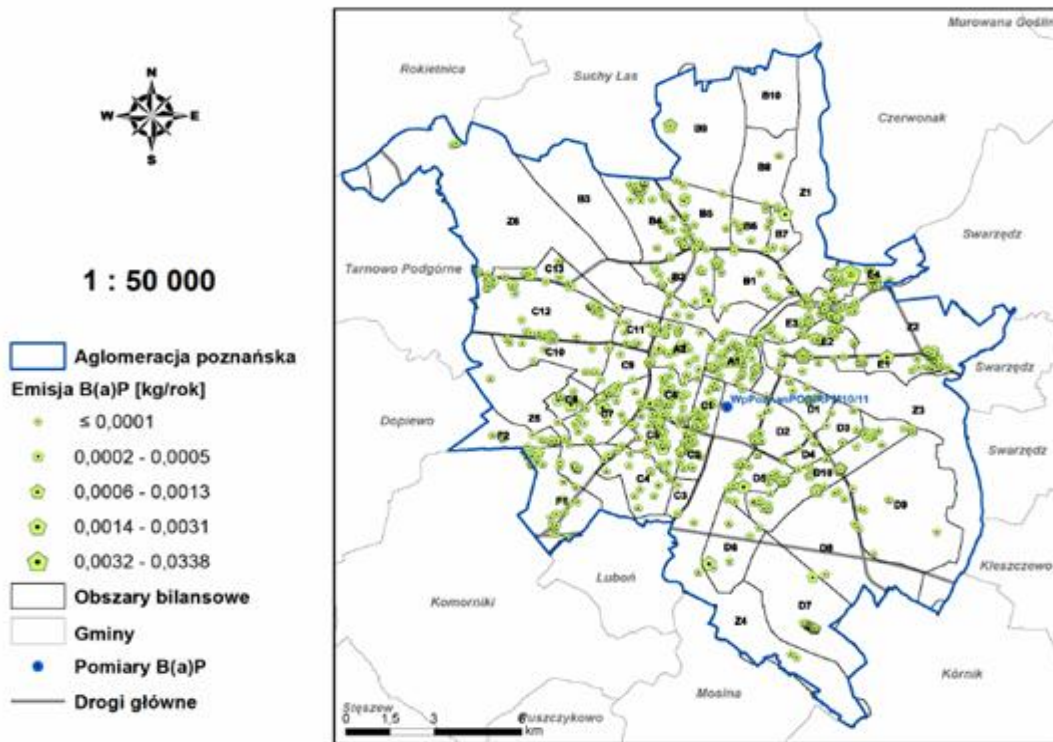 N
W E
S
1 : 50 000
Aglomeracja poznańska
Emisja B(a)P [kg/rok]
≤ 0,0001
0,0002 - 0,0005
0,0006 - 0,0013
0,0014 - 0,0031
0,0032 - 0,0338
Obszary bilansowe
Gminy
Pomiary B(a)P
Drogi główne
Murowana Goślin
Rokietnica
Suchy Las
Czerwonak
B10
B8
Z1
B3
Z6
B4
B5
B6
B7
Swarzędz
Tarnowo Podgórne
C13
B2
B1
E4
C12
C11
E3
Z2
C10
A2
A1
E2
E1
Swarzędz
C9
Dopiewo
C8
C7
C6
C5
D1
Z3
Z5
D2
D3
F2
D4
Swarzędz
C4
C3
D5
D10
D9
F1
D6
D8
Kleszczewo
Luboń
Komorniki
Z4
D7
Kórnik
Mosina
Stęszew
Puszczykowo
0 1,5 3 6
km